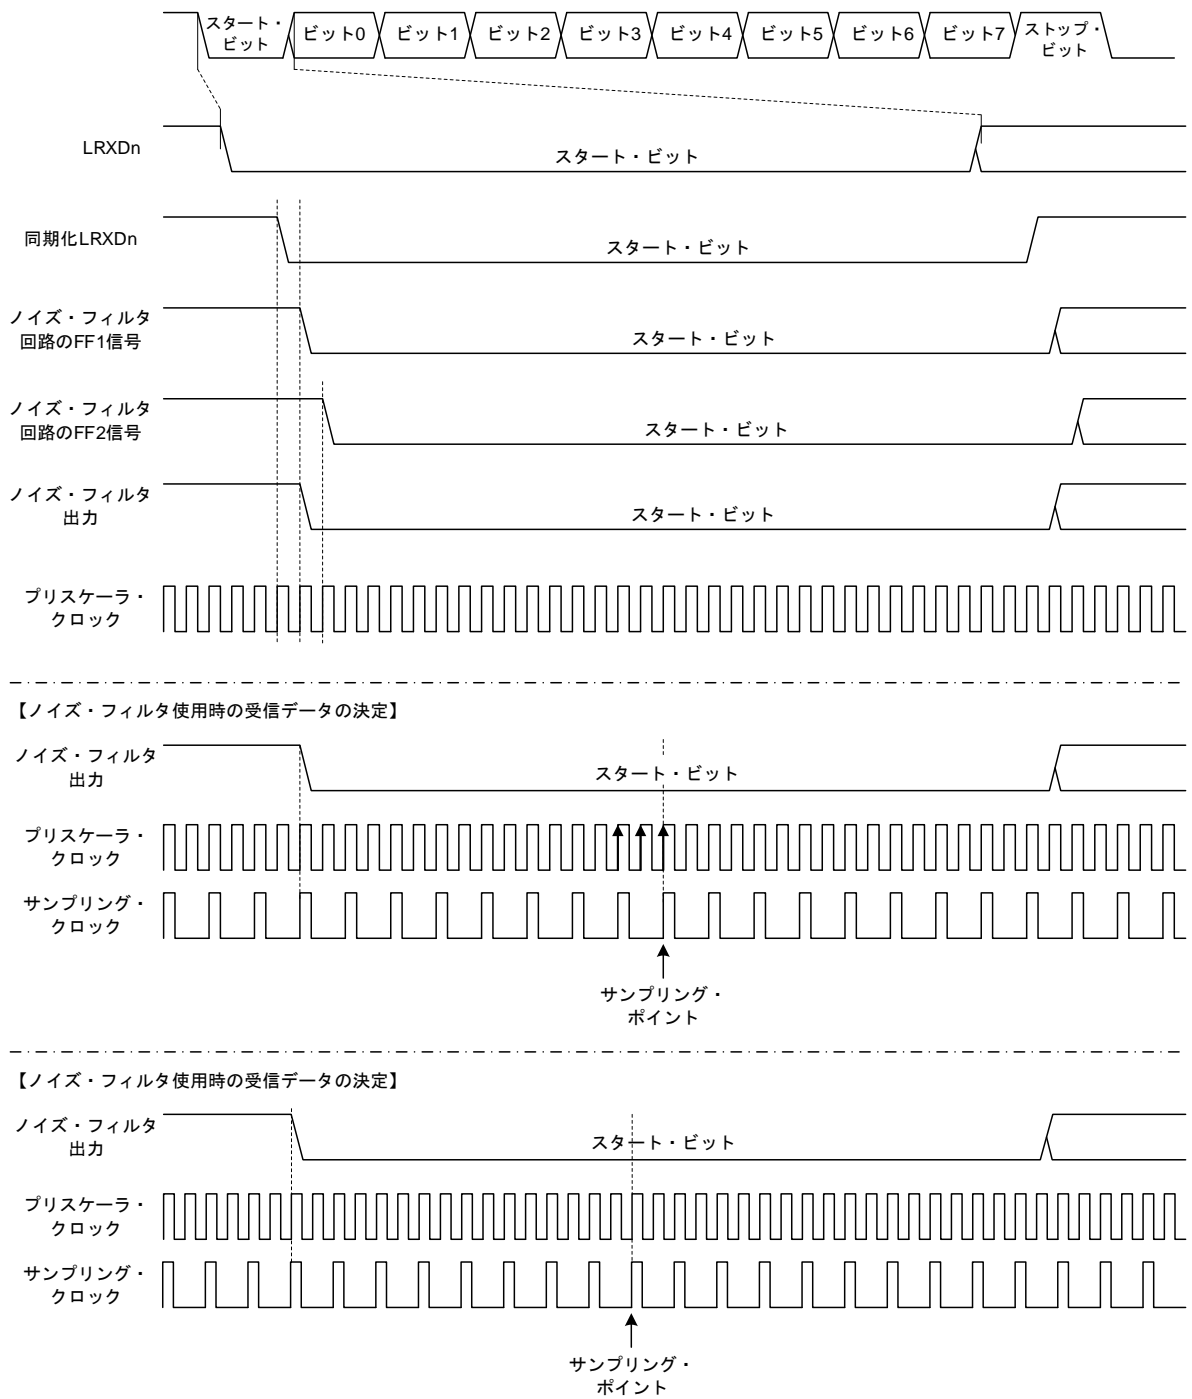 スタート・
ビット
ビット0
ビット1
ビット2
ビット3
ビット4
ビット5
ビット6
ビット7
ストップ・
ビット
LRXDn
スタート・ビット
同期化LRXDn
スタート・ビット
ノイズ・フィルタ
回路のFF1信号
スタート・ビット
ノイズ・フィルタ
回路のFF2信号
スタート・ビット
ノイズ・フィルタ
出力
スタート・ビット
プリスケーラ・
クロック
【ノイズ・フィルタ使用時の受信データの決定】
ノイズ・フィルタ
出力
スタート・ビット
プリスケーラ・
クロック
サンプリング・
クロック
サンプリング・
ポイント
【ノイズ・フィルタ使用時の受信データの決定】
ノイズ・フィルタ
出力
スタート・ビット
プリスケーラ・
クロック
サンプリング・
クロック
サンプリング・
ポイント